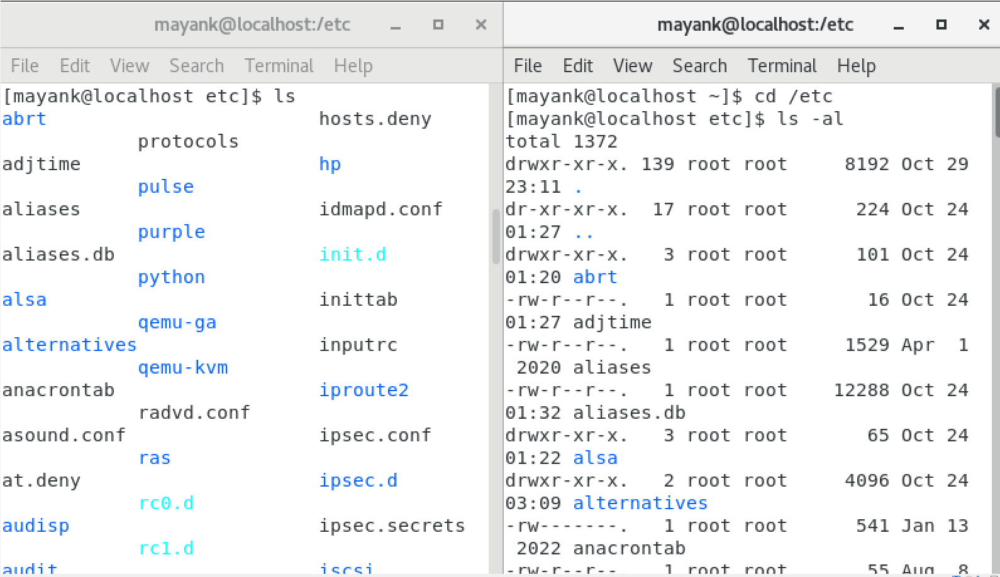 mayank@localhost:/etc
File Edit View Search Terminal Help
[mayank@localhost etc]$ ls
abrt hosts.deny
protocols
adjtime hp
pulse
aliases idmapd.conf
purple
aliases.db init.d
python
alsa inittab
qemu-ga
alternatives inputrc
qemu-kvm
anacrontab iproute2
radvd.conf
asound.conf ipsec.conf
ras
at.deny ipsec.d
rc0.d
audisp ipsec.secrets
rc1.d
audit iscsi
mayank@localhost:/etc
File Edit View Search Terminal Help
[mayank@localhost ~]$ cd /etc
[mayank@localhost etc]$ ls -al
total 1372
drwxr-xr-x. 139 root root 8192 Oct 29
23:11 .
dr-xr-xr-x. 17 root root 224 Oct 24
01:27 ..
drwxr-xr-x. 3 root root 101 Oct 24
01:20 abrt
-rw-r--r--. 1 root root 16 Oct 24
01:27 adjtime
-rw-r--r--. 1 root root 1529 Apr 1
2020 aliases
-rw-r--r--. 1 root root 12288 Oct 24
01:32 aliases.db
drwxr-xr-x. 3 root root 65 Oct 24
01:22 alsa
drwxr-xr-x. 2 root root 4096 Oct 24
03:09 alternatives
-rw-------. 1 root root 541 Jan 13
2022 anacrontab
-rw-r--r--. 1 root root 55 Aug 8